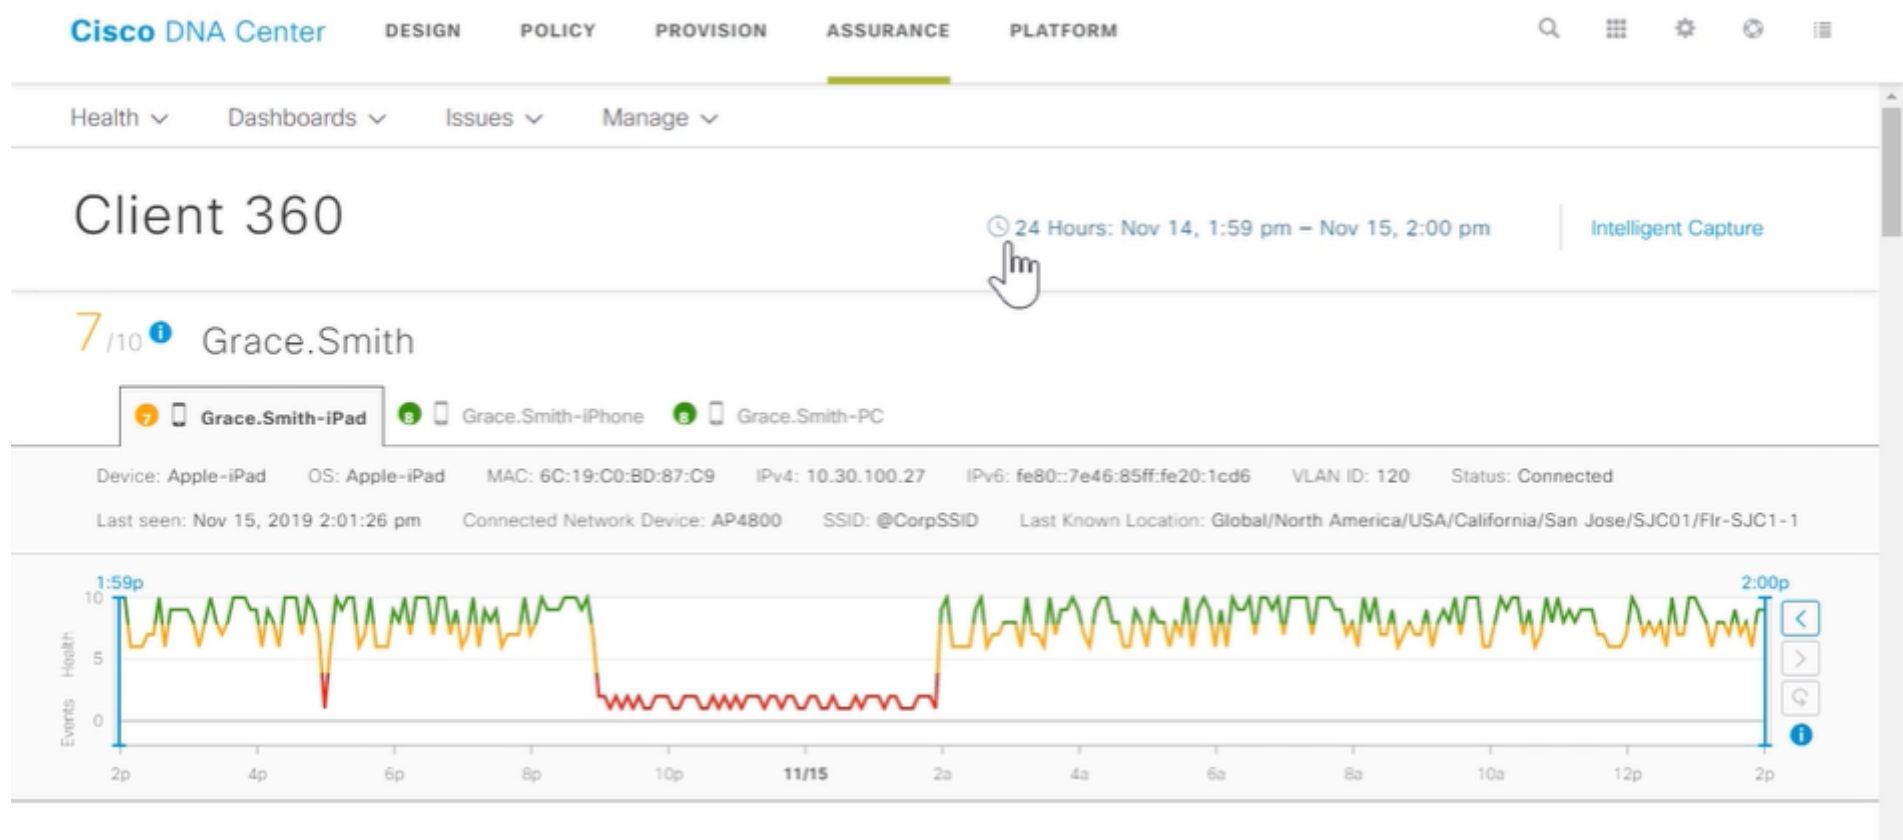 Cisco DNA Center DESIGN POLICY PROVISION ASSURANCE PLATFORM
Health Dashboards Issues Manage
Client 360
24 Hours: Nov 14, 1:59 pm – Nov 15, 2:00 pm Intelligent Capture
7/10 i Grace.Smith
7 Grace.Smith-iPad 8 Grace.Smith-iPhone 8 Grace.Smith-PC
Device: Apple-iPad OS: Apple-iPad MAC: 6C:19:C0:BD:87:C9 IPv4: 10.30.100.27 IPv6: fe80::7e46:85ff:fe20:1cd6 VLAN ID: 120 Status: Connected
Last seen: Nov 15, 2019 2:01:26 pm Connected Network Device: AP4800 SSID: @CorpSSID Last Known Location: Global/North America/USA/California/San Jose/SJC01/Flr-SJC1-1
1:59p 2:00p
10
Health
5
Events
0
i
2p 4p 6p 8p 10p 11/15 2a 4a 6a 8a 10a 12p 2p